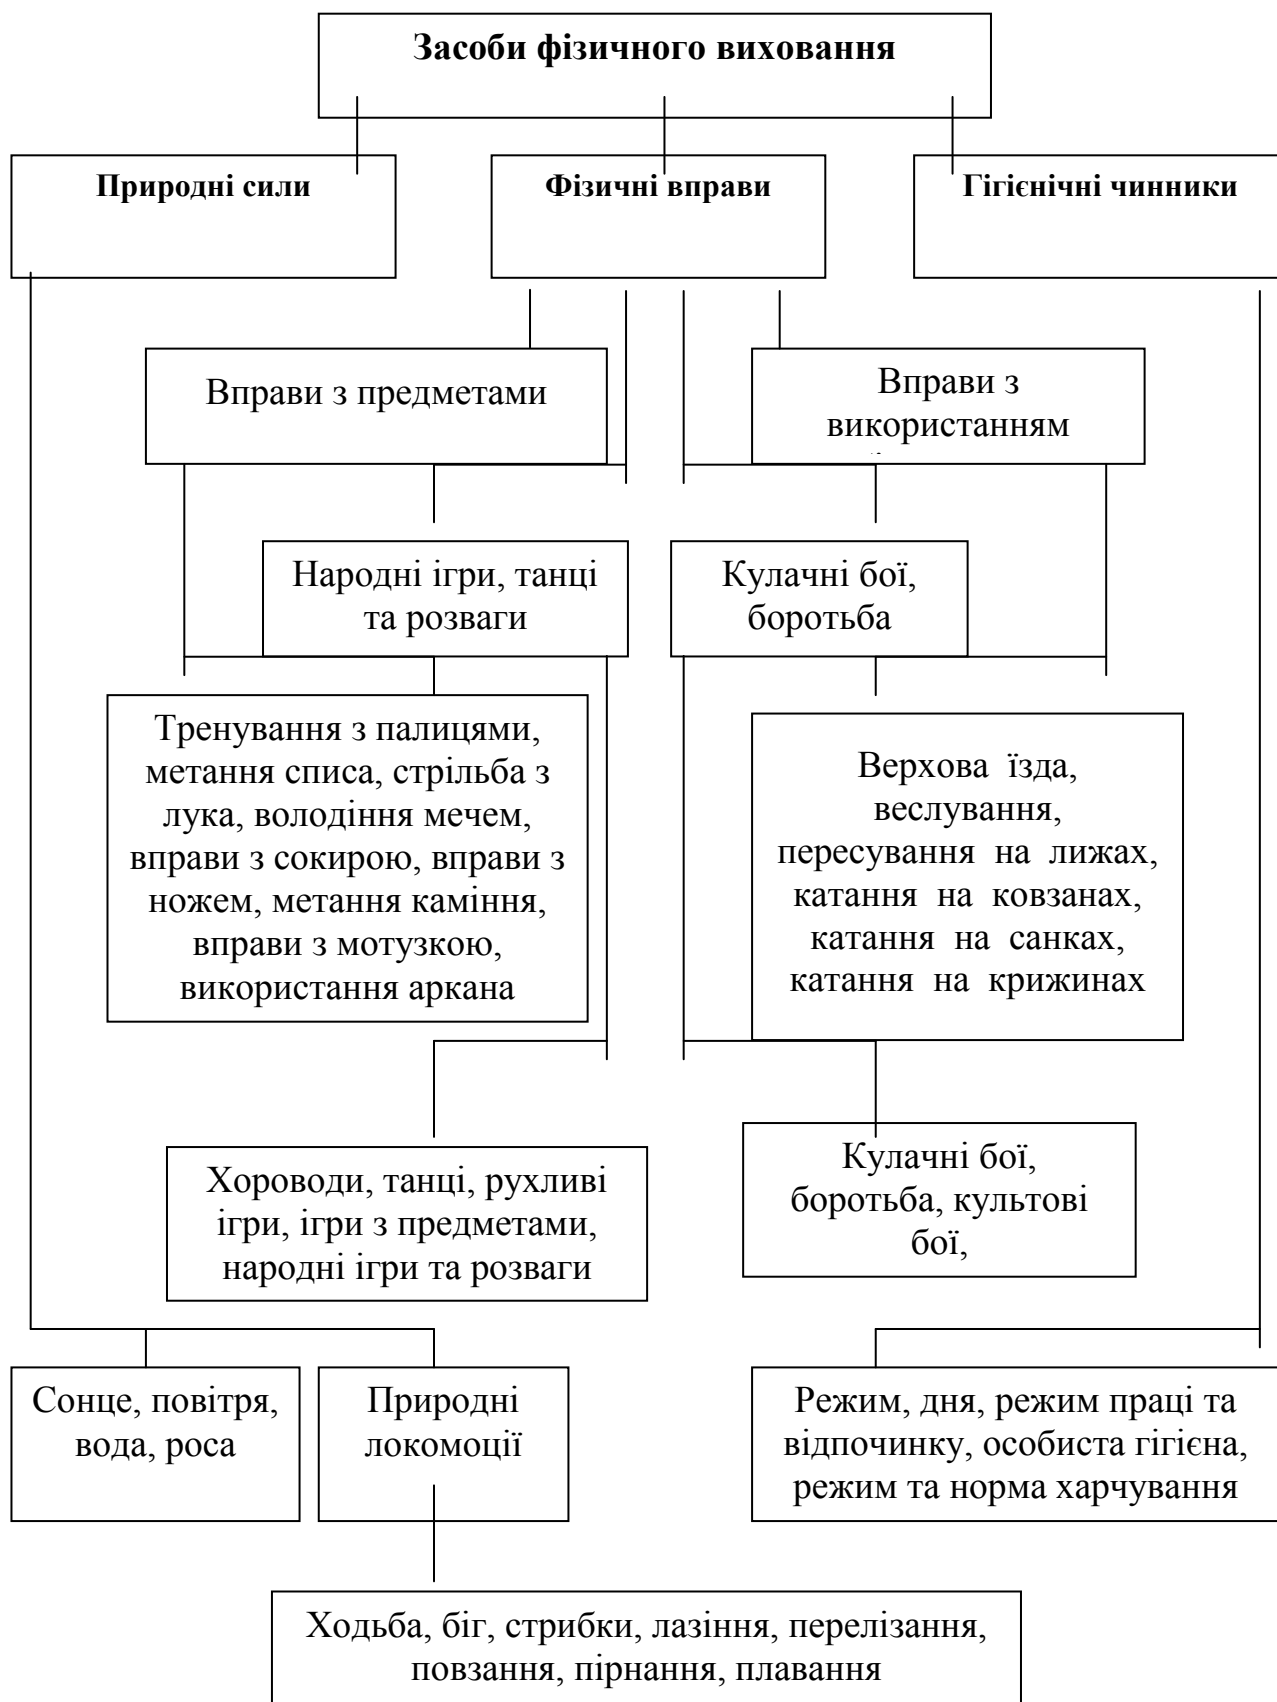 Засоби фізичного виховання
Природні сили
Фізичні вправи
Гігієнічні чинники
Вправи з предметами
Вправи з
використанням
Народні ігри, танці
та розваги
Кулачні бої,
боротьба
Тренування з палицями,
метання списа, стрільба з
лука, володіння мечем,
вправи з сокирою, вправи з
ножем, метання каміння,
вправи з мотузкою,
використання аркана
Верхова їзда,
веслування,
пересування на лижах,
катання на ковзанах,
катання на санках,
катання на крижинах
Хороводи, танці, рухливі
ігри, ігри з предметами,
народні ігри та розваги
Кулачні бої,
боротьба, культові
бої,
Сонце, повітря,
вода, роса
Природні
локомоції
Режим, дня, режим праці та
відпочинку, особиста гігієна,
режим та норма харчування
Ходьба, біг, стрибки, лазіння, перелізання,
повзання, пірнання, плавання